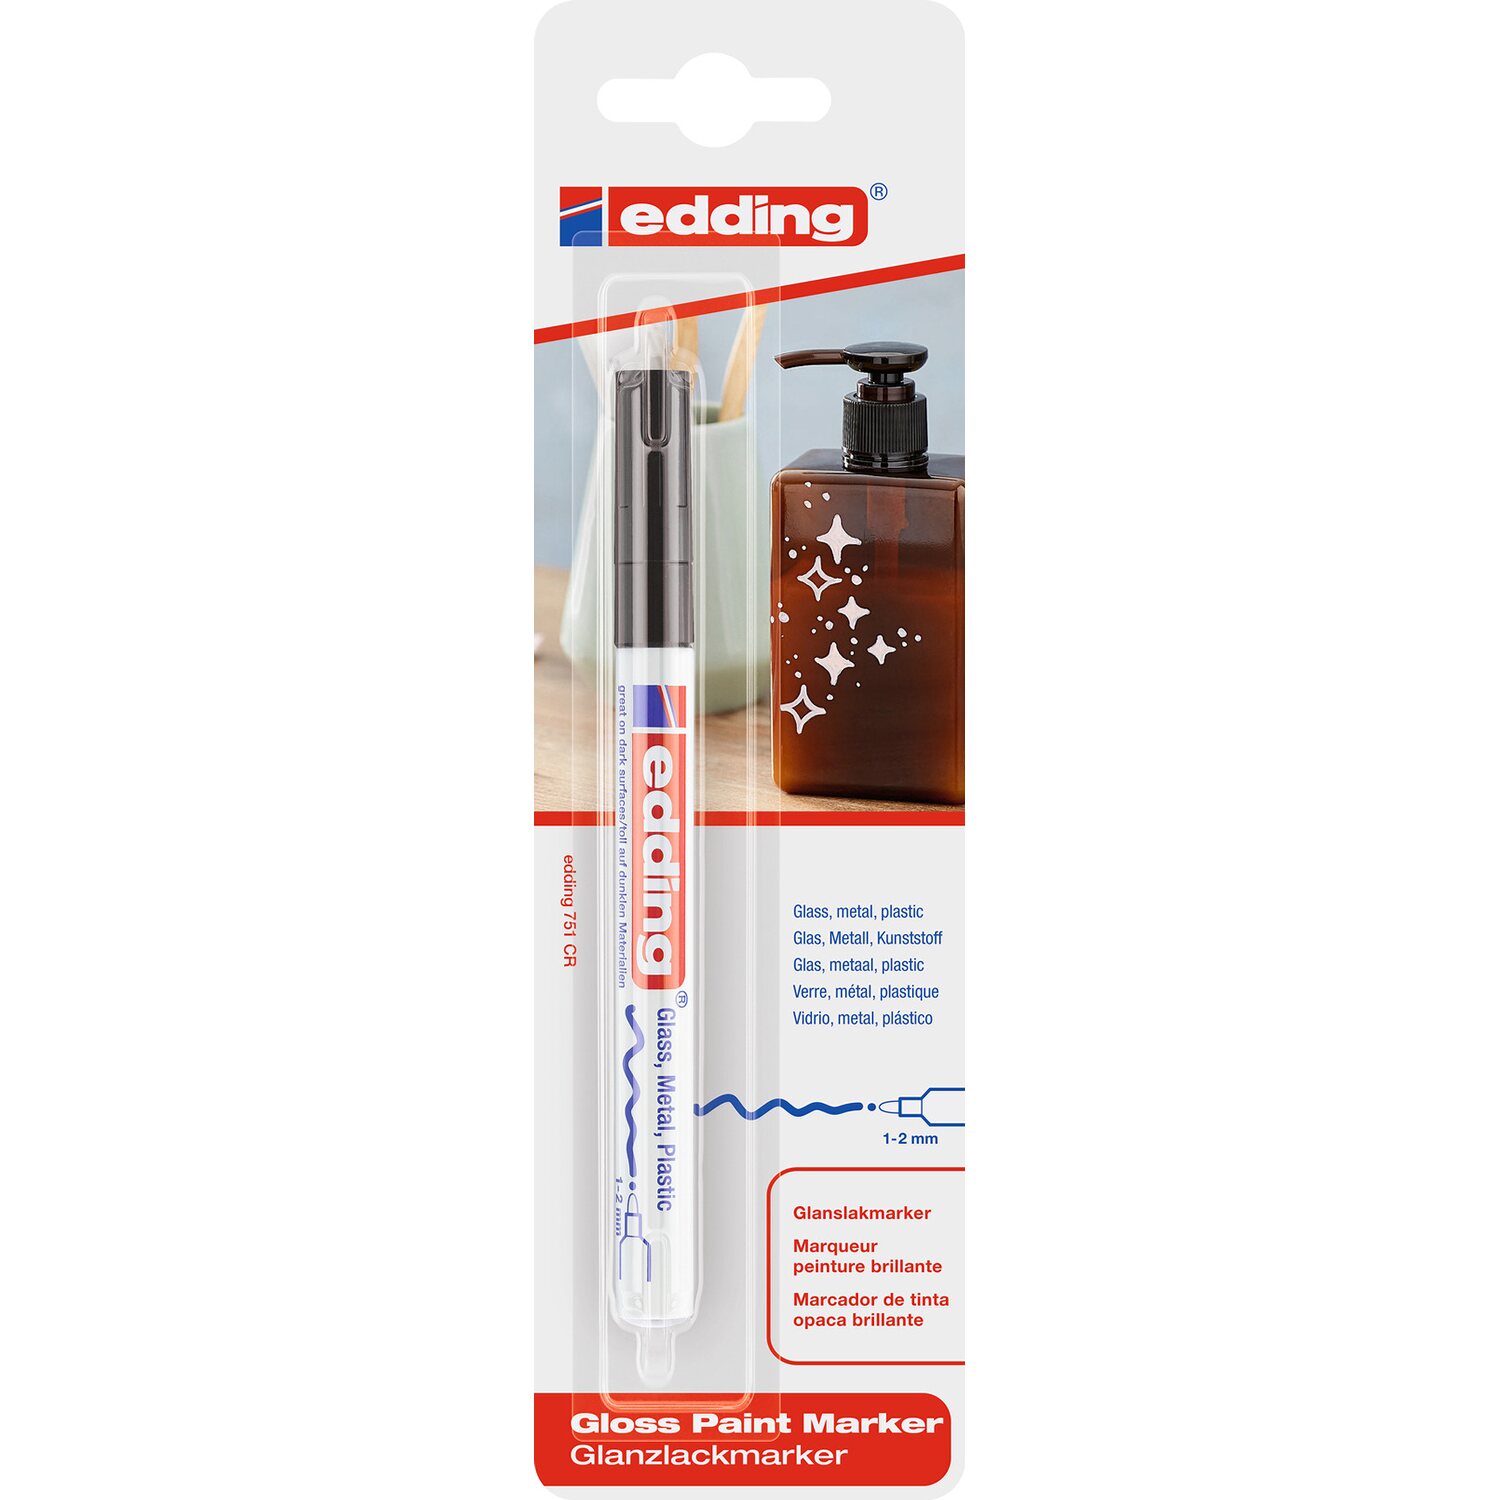 edding®
great on dark surfaces/toll auf dunklen Materialien
edding®
Glass, Metal, Plastic
1-2 mm
edding 751 CR
Glass, metal, plastic
Glas, Metall, Kunststoff
Glas, metaal, plastic
Verre, métal, plastique
Vidrio, metal, plástico
1-2 mm
Glanslakmarker
Marqueur
peinture brillante
Marcador de tinta
opaca brillante
Gloss Paint Marker
Glanzlackmarker